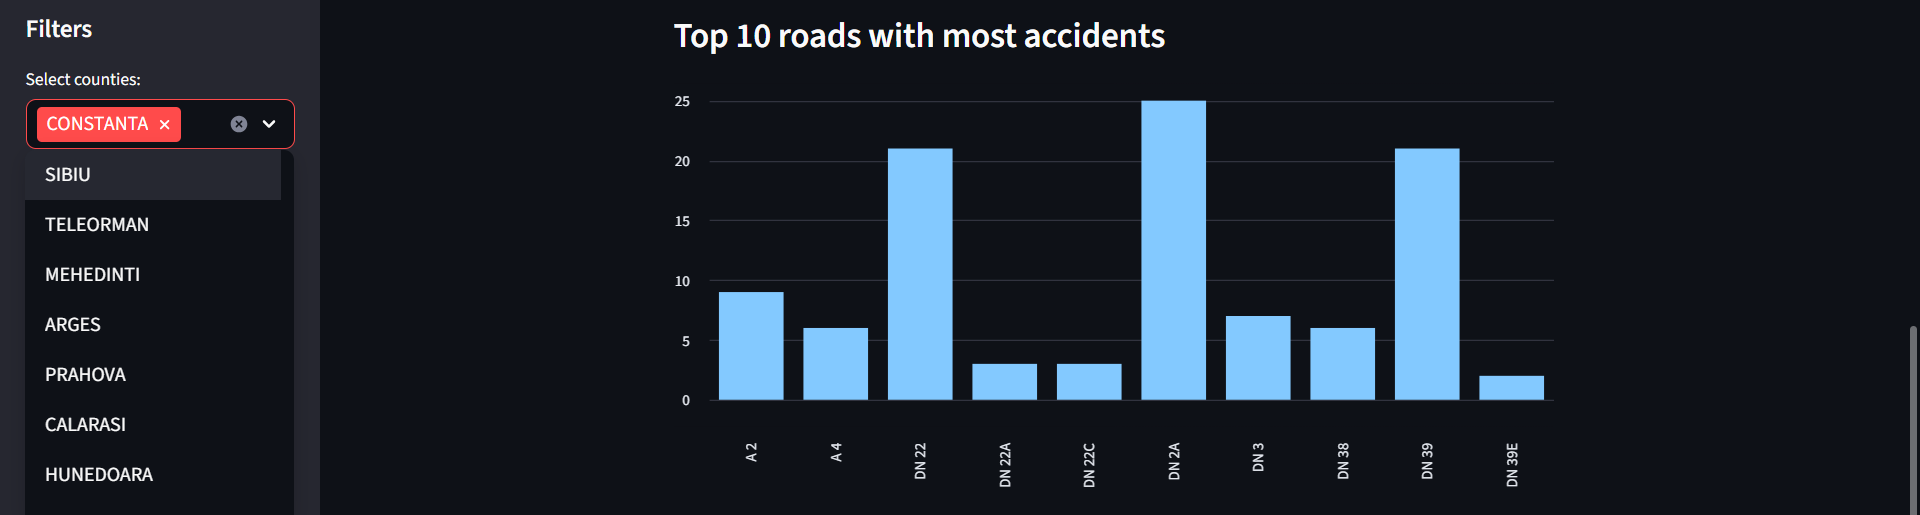 Filters
Select counties:
CONSTANTA
SIBIU
TELEORMAN
MEHEDINTI
ARGES
PRAHOVA
CALARASI
HUNEDOARA
Top 10 roads with most accidents
25
20
15
10
5
0
A 2
A 4
DN 22
DN 22A
DN 22C
DN 2A
DN 3
DN 38
DN 39
DN 39E